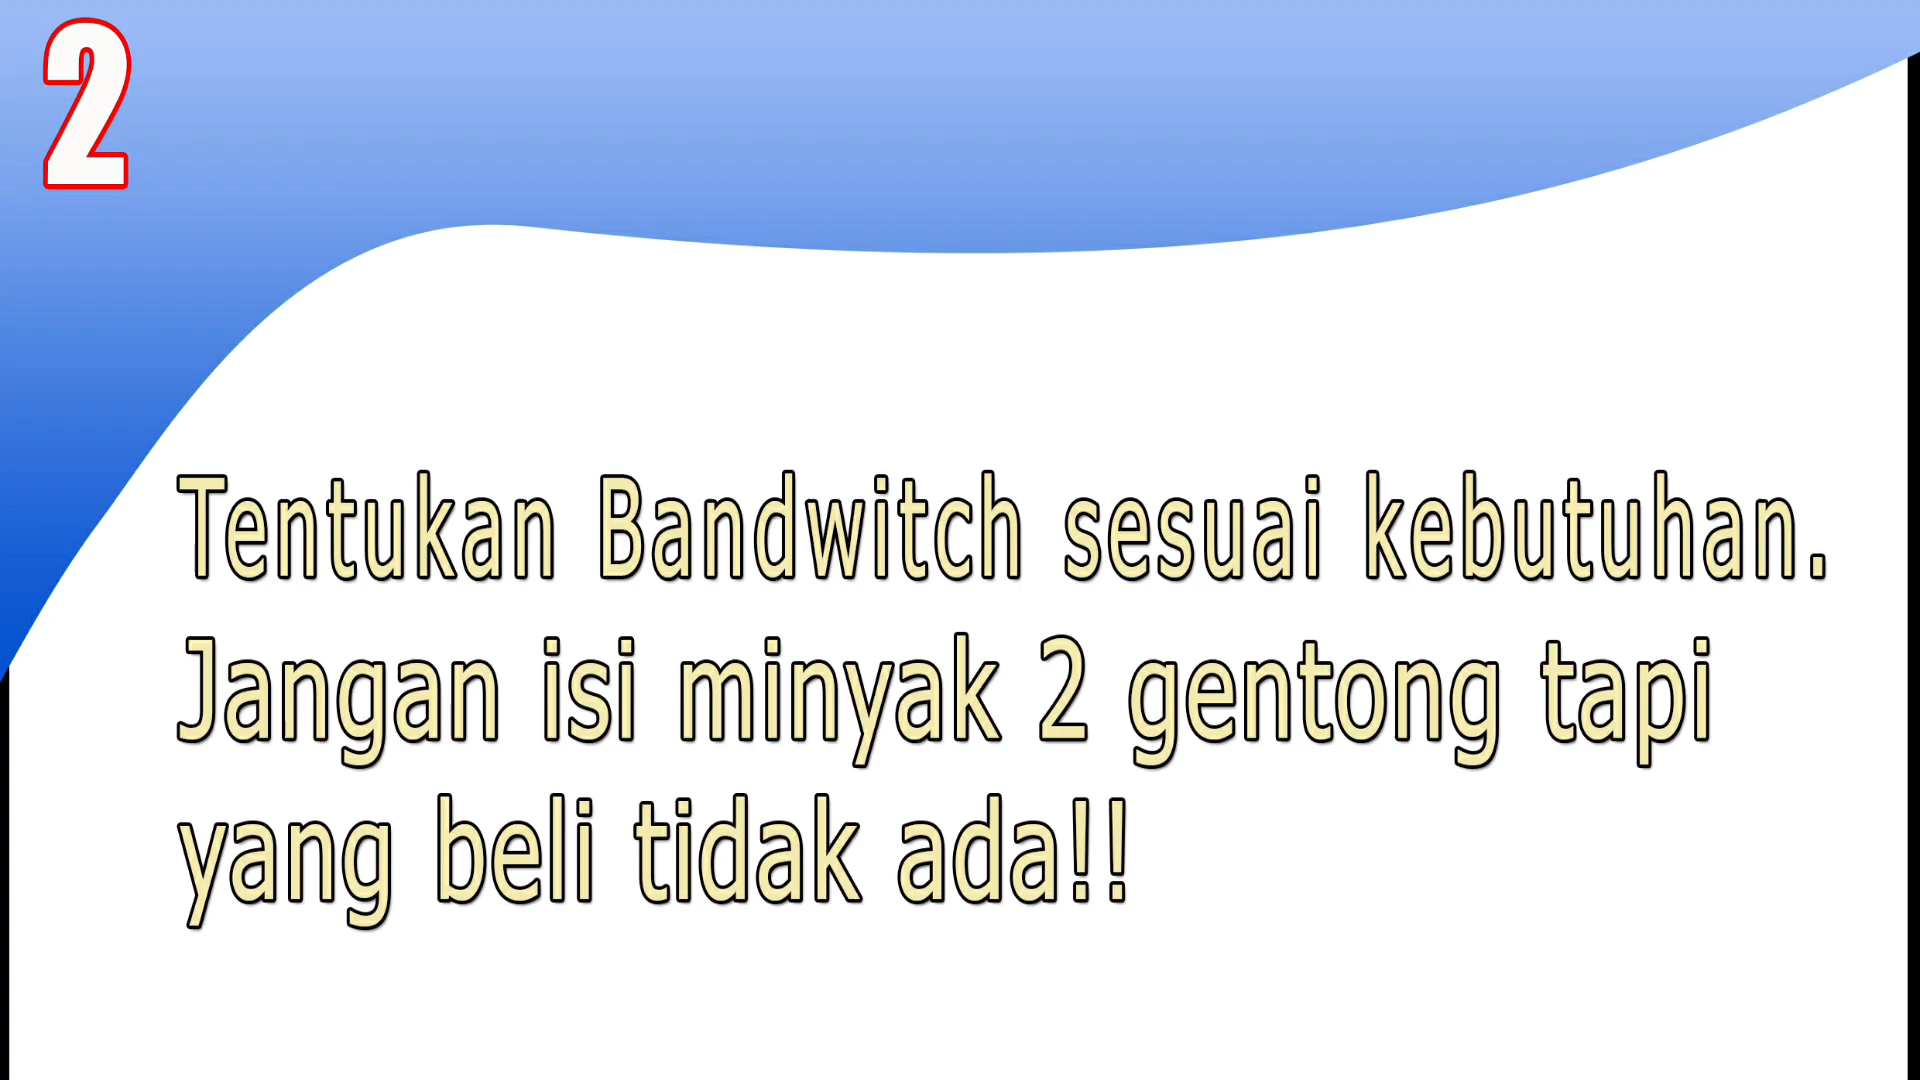 2
Tentukan Bandwitch sesuai kebutuhan.
Jangan isi minyak 2 gentong tapi
yang beli tidak ada!!